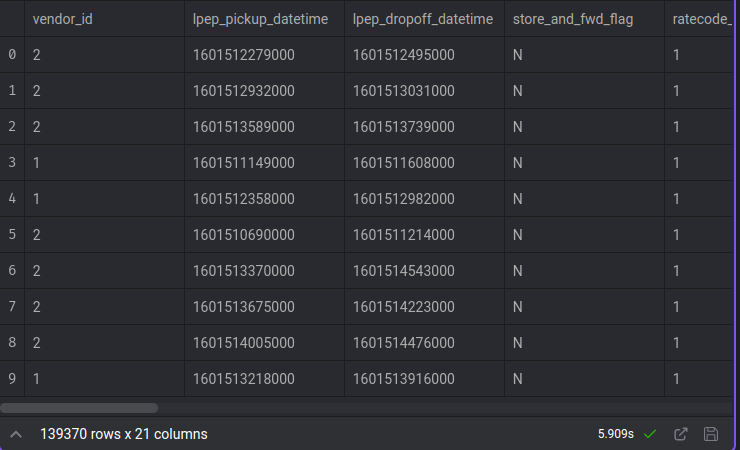 vendor_id lpep_pickup_datetime lpep_dropoff_datetime store_and_fwd_flag ratecode_
0 2 1601512279000 1601512495000 N 1
1 2 1601512932000 1601513031000 N 1
2 2 1601513589000 1601513739000 N 1
3 1 1601511149000 1601511608000 N 1
4 1 1601512358000 1601512982000 N 1
5 2 1601510690000 1601511214000 N 1
6 2 1601513370000 1601514543000 N 1
7 2 1601513675000 1601514223000 N 1
8 2 1601514005000 1601514476000 N 1
9 1 1601513218000 1601513916000 N 1
139370 rows x 21 columns 5.909s